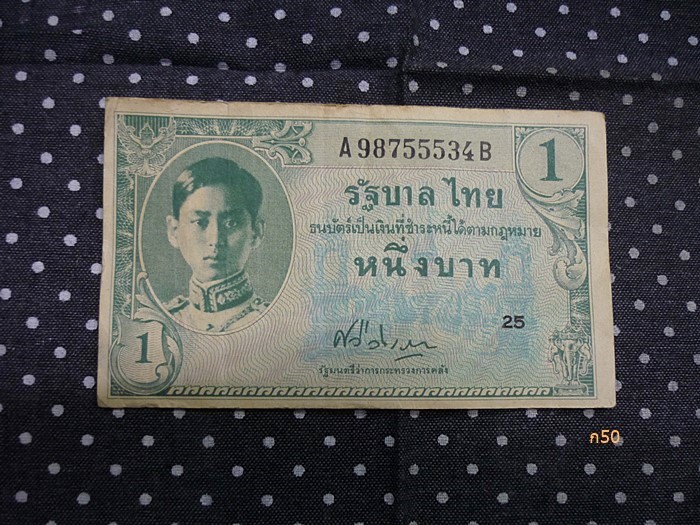 A 98755534 B
1
รัฐบาล ไทย
ธนบัตร์เป็นเงินที่ชำระหนี้ได้ตามกฎหมาย
หนึ่งบาท
25
รัฐมนตรีว่าการกระทรวงการคลัง
1
ก50